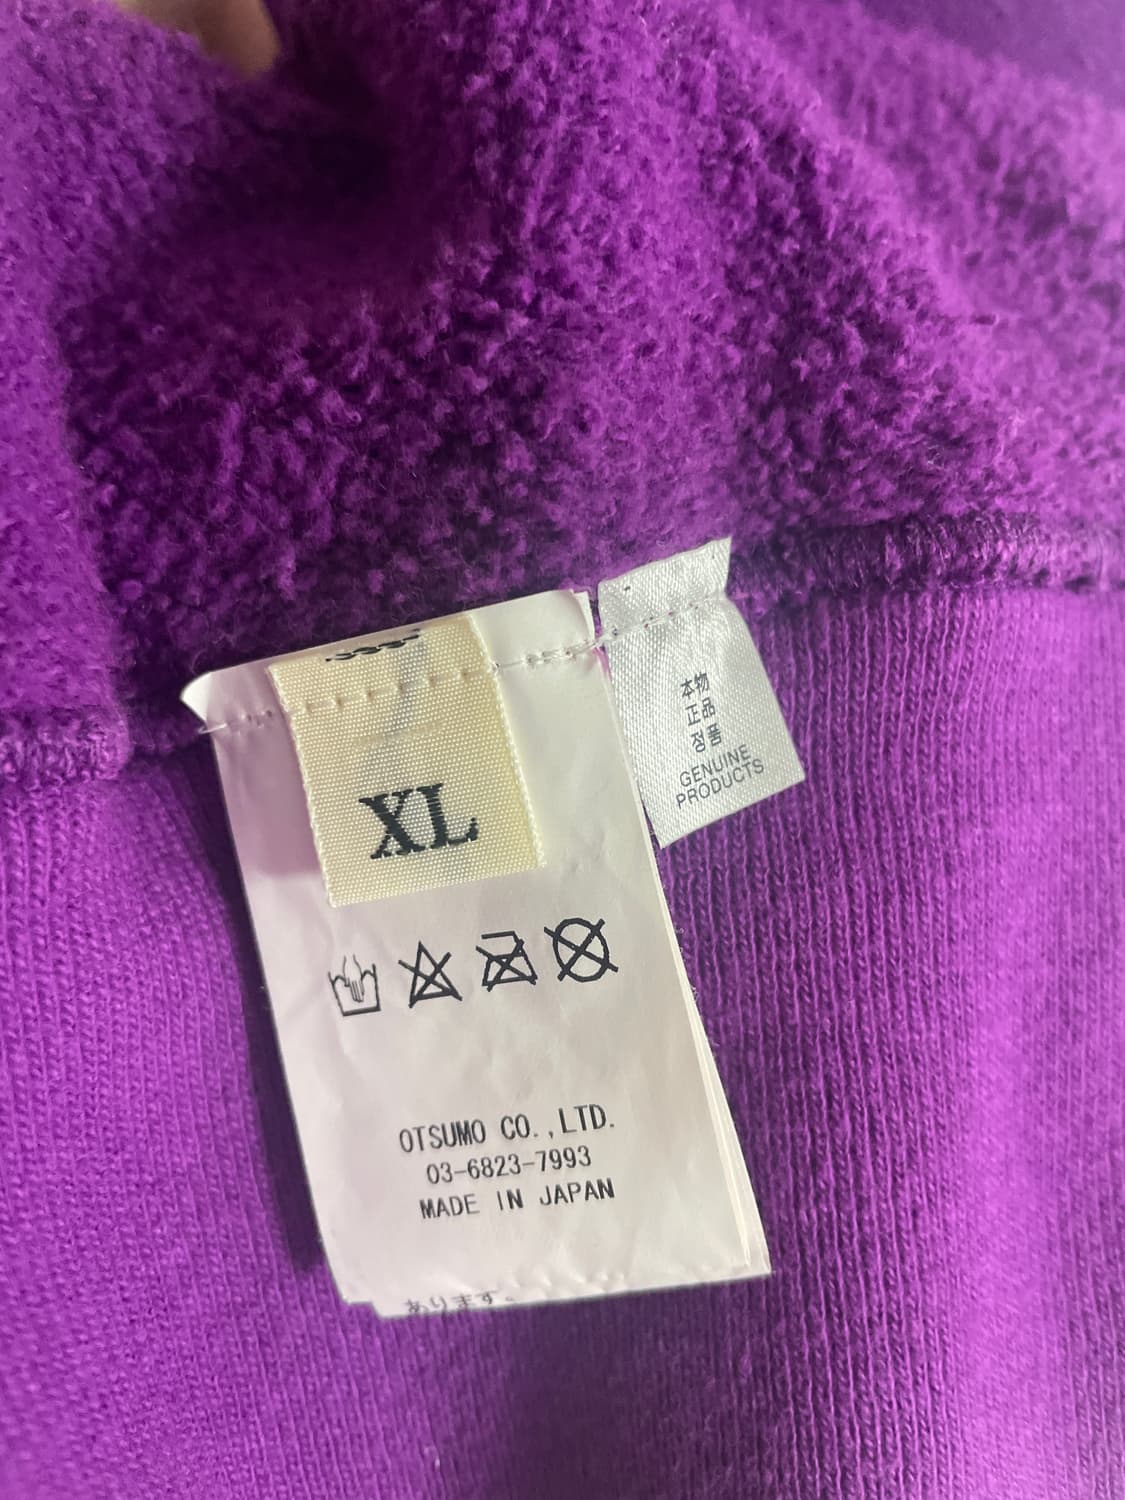 XL
本物
正品
정품
GENUINE
PRODUCTS
OTSUMO CO.,LTD.
03-6823-7993
MADE IN JAPAN
あります。